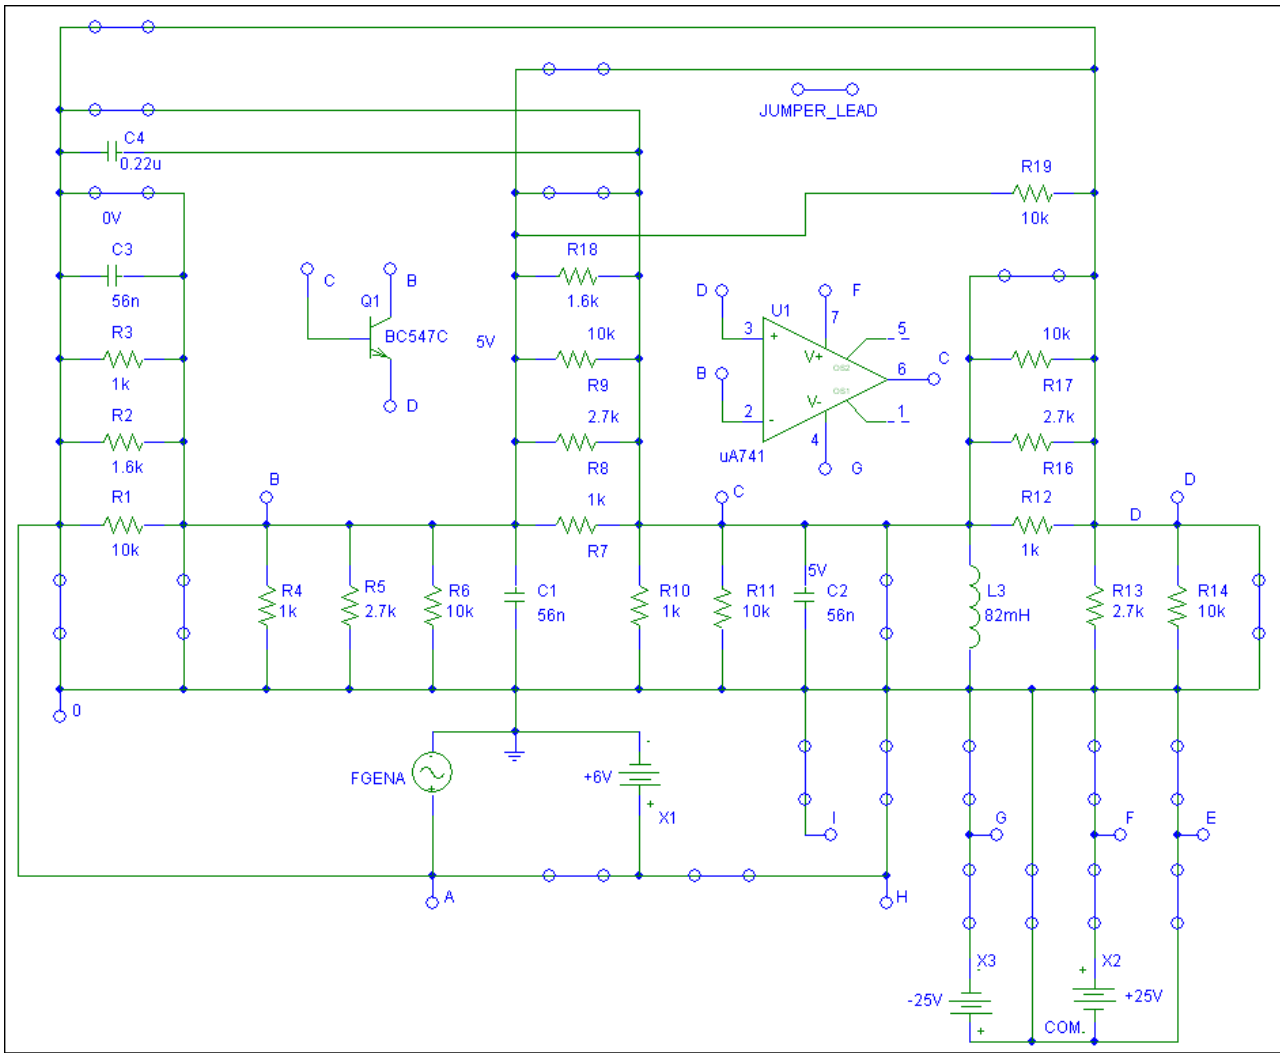 JUMPER_LEAD
C4
0.22u
R19
10k
0V
C3
56n
R18
1.6k
C
B
Q1
BC547C
D
F
U1
7
3
+
5
V+
OS2
R3
1k
5V
10k
R9
6
C
OS1
B
V-
2
-
1
4
uA741
G
10k
R17
R2
1.6k
D
2.7k
R8
2.7k
R16
R1
10k
B
1k
R7
C
R12
1k
D
D
R4
1k
R5
2.7k
R6
10k
C1
56n
R10
1k
R11
10k
5V
C2
56n
L3
82mH
R13
2.7k
R14
10k
0
FGENA
-
+
+6V
-
+
X1
I
G
F
E
A
H
X3
-
-25V
+
X2
+
+25V
COM.
-